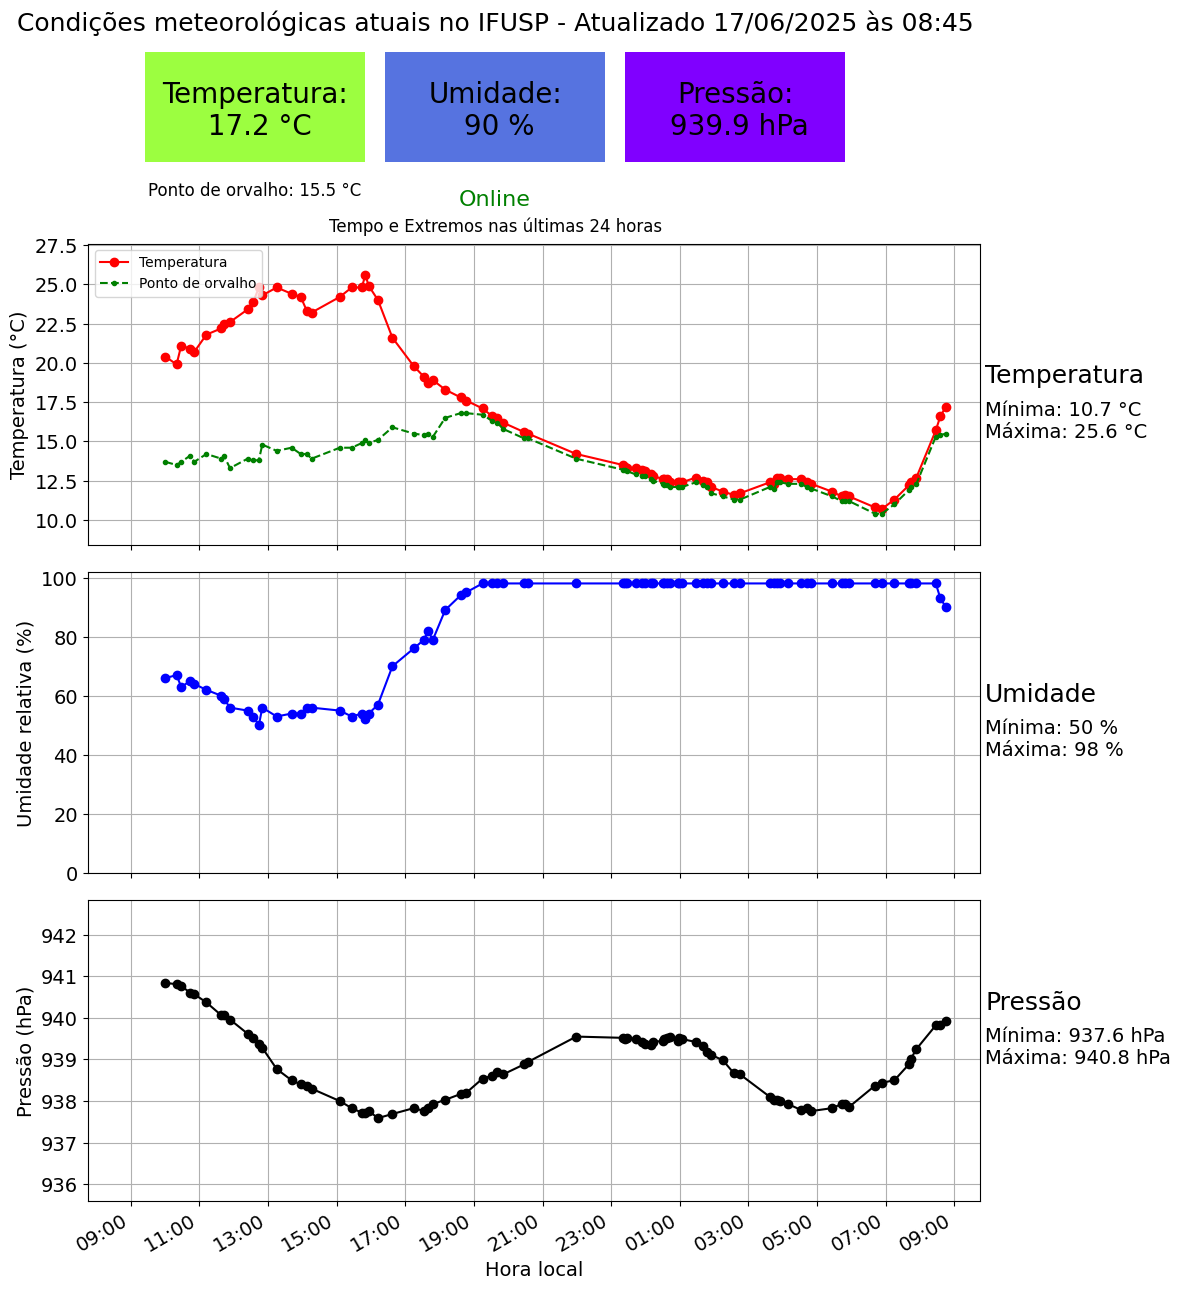 Condições meteorológicas atuais no IFUSP - Atualizado 17/06/2025 às 08:45
Temperatura:
17.2 °C
Umidade:
90 %
Pressão:
939.9 hPa
Ponto de orvalho: 15.5 °C
Online
Tempo e Extremos nas últimas 24 horas
Temperatura
Ponto de orvalho
Temperatura (°C)
27.5
25.0
22.5
20.0
17.5
15.0
12.5
10.0
Temperatura
Mínima: 10.7 °C
Máxima: 25.6 °C
Umidade relativa (%)
100
80
60
40
20
0
Umidade
Mínima: 50 %
Máxima: 98 %
Pressão (hPa)
942
941
940
939
938
937
936
Pressão
Mínima: 937.6 hPa
Máxima: 940.8 hPa
09:00 11:00 13:00 15:00 17:00 19:00 21:00 23:00 01:00 03:00 05:00 07:00 09:00
Hora local